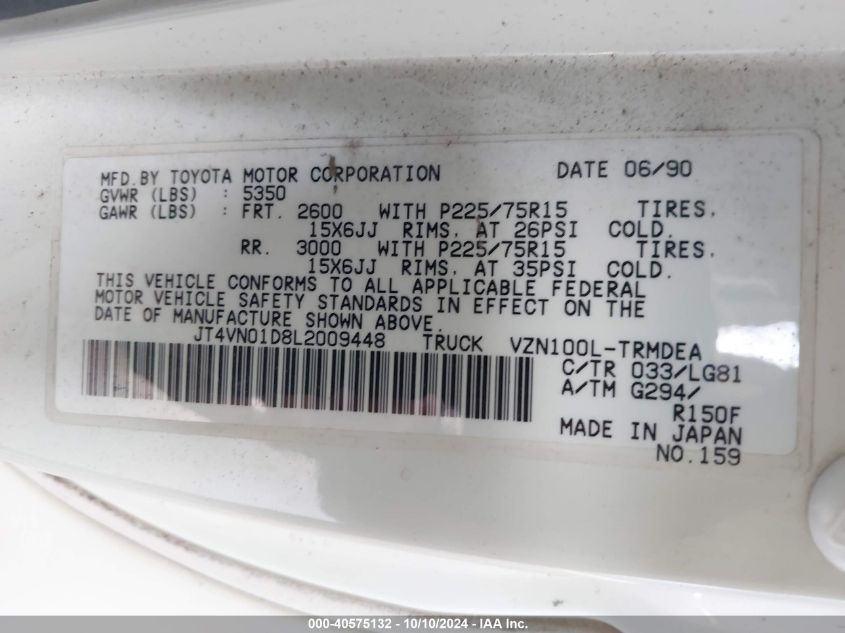 MFD. BY TOYOTA MOTOR CORPORATION DATE 06/90
GVWR (LBS) : 5350
GAWR (LBS) : FRT. 2600 WITH P225/75R15 TIRES,
15X6JJ RIMS, AT 26PSI COLD.
RR. 3000 WITH P225/75R15 TIRES,
15X6JJ RIMS, AT 35PSI COLD.
THIS VEHICLE CONFORMS TO ALL APPLICABLE FEDERAL
MOTOR VEHICLE SAFETY STANDARDS IN EFFECT ON THE
DATE OF MANUFACTURE SHOWN ABOVE.
JT4VN01D8L2009448 TRUCK VZN100L-TRMDEA
C/TR 033/LG81
A/TM G294/
R150F
MADE IN JAPAN
NO.159
000-40575132 - 10/10/2024 - IAA Inc.